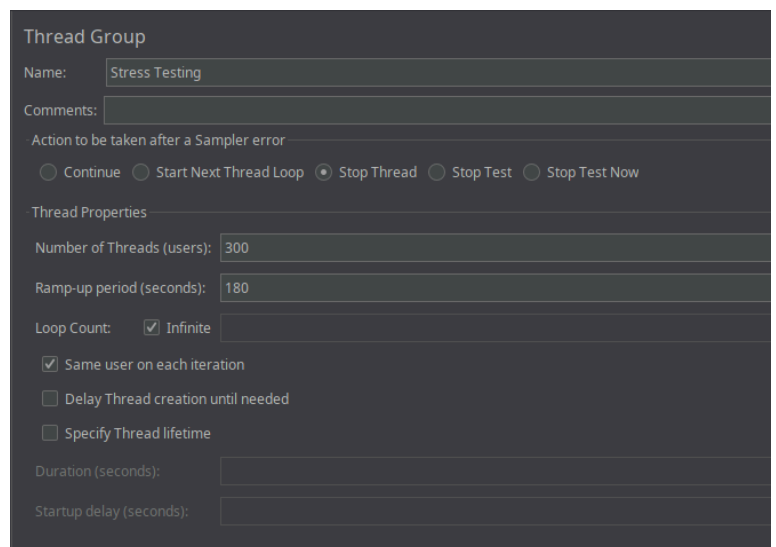 Thread Group
Name: Stress Testing
Comments:
Action to be taken after a Sampler error
Continue Start Next Thread Loop Stop Thread Stop Test Stop Test Now
Thread Properties
Number of Threads (users): 300
Ramp-up period (seconds): 180
Loop Count: Infinite
Same user on each iteration
Delay Thread creation until needed
Specify Thread lifetime
Duration (seconds):
Startup delay (seconds):